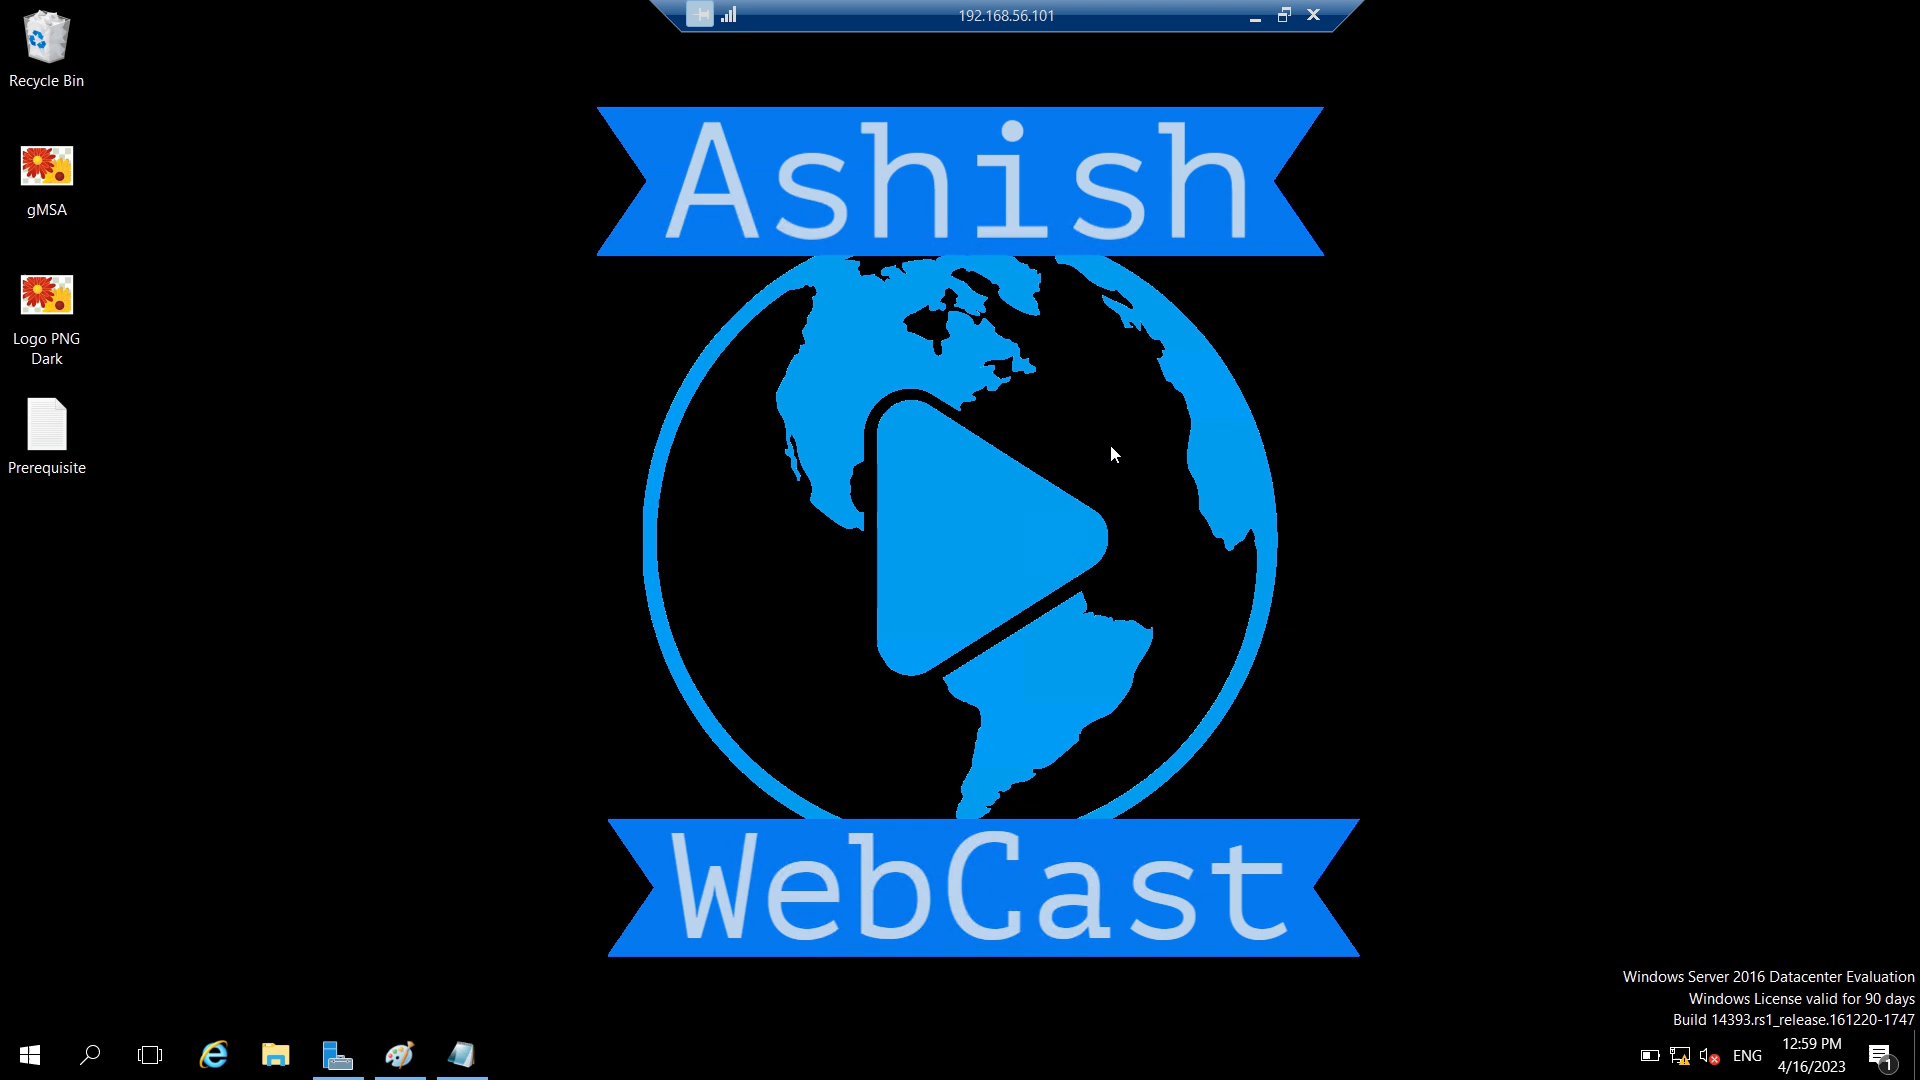 192.168.56.101
Recycle Bin
gMSA
Logo PNG
Dark
Prerequisite
Ashish
WebCast
Windows Server 2016 Datacenter Evaluation
Windows License valid for 90 days
Build 14393.rs1_release.161220-1747
ENG
12:59 PM
4/16/2023
1